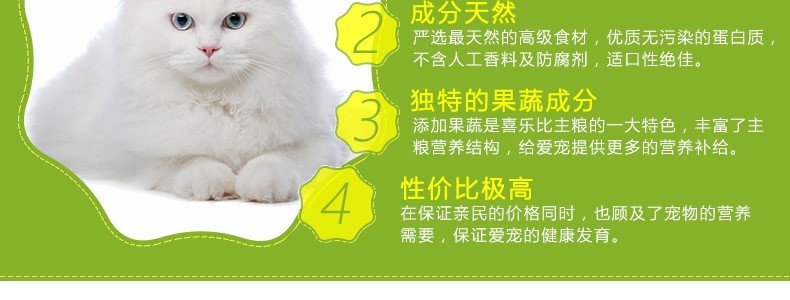 2
成分天然
严选最天然的高级食材，优质无污染的蛋白质，
不含人工香料及防腐剂，适口性绝佳。
3
独特的果蔬成分
添加果蔬是喜乐比主粮的一大特色，丰富了主
粮营养结构，给爱宠提供更多的营养补给。
4
性价比极高
在保证亲民的价格同时，也顾及了宠物的营养
需要，保证爱宠的健康发育。